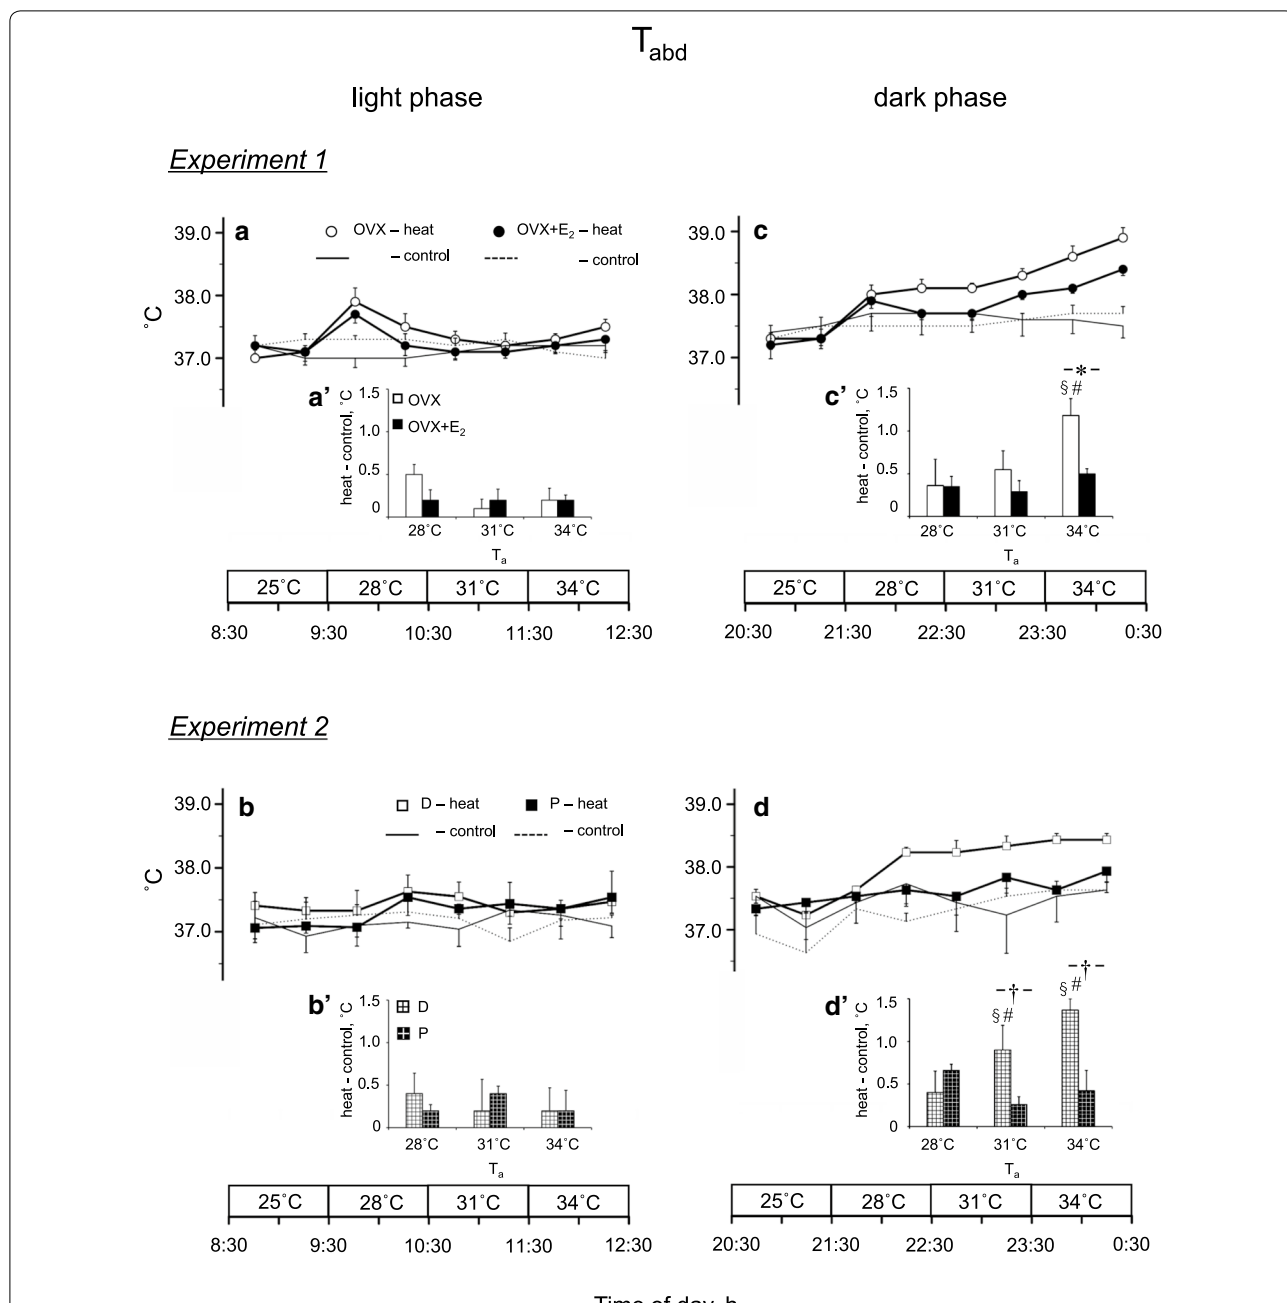 T_abd
light phase
dark phase
Experiment 1
39.0
38.0
37.0
°C
a
OVX – heat
OVX+E₂ – heat
– control
– control
a’
heat – control, °C
1.5
1.0
0.5
0
OVX
OVX+E₂
28°C
31°C
34°C
Tₐ
25°C
28°C
31°C
34°C
8:30
9:30
10:30
11:30
12:30
39.0
38.0
37.0
c
c’
heat – control, °C
1.5
1.0
0.5
0
–*–
§ #
28°C
31°C
34°C
Tₐ
25°C
28°C
31°C
34°C
20:30
21:30
22:30
23:30
0:30
Experiment 2
39.0
38.0
37.0
°C
b
D – heat
P – heat
– control
– control
b’
heat – control, °C
1.5
1.0
0.5
0
D
P
28°C
31°C
34°C
Tₐ
25°C
28°C
31°C
34°C
8:30
9:30
10:30
11:30
12:30
39.0
38.0
37.0
d
d’
heat – control, °C
1.5
1.0
0.5
0
–†–
§ #
–†–
§ #
28°C
31°C
34°C
Tₐ
25°C
28°C
31°C
34°C
20:30
21:30
22:30
23:30
0:30
Time of day, h